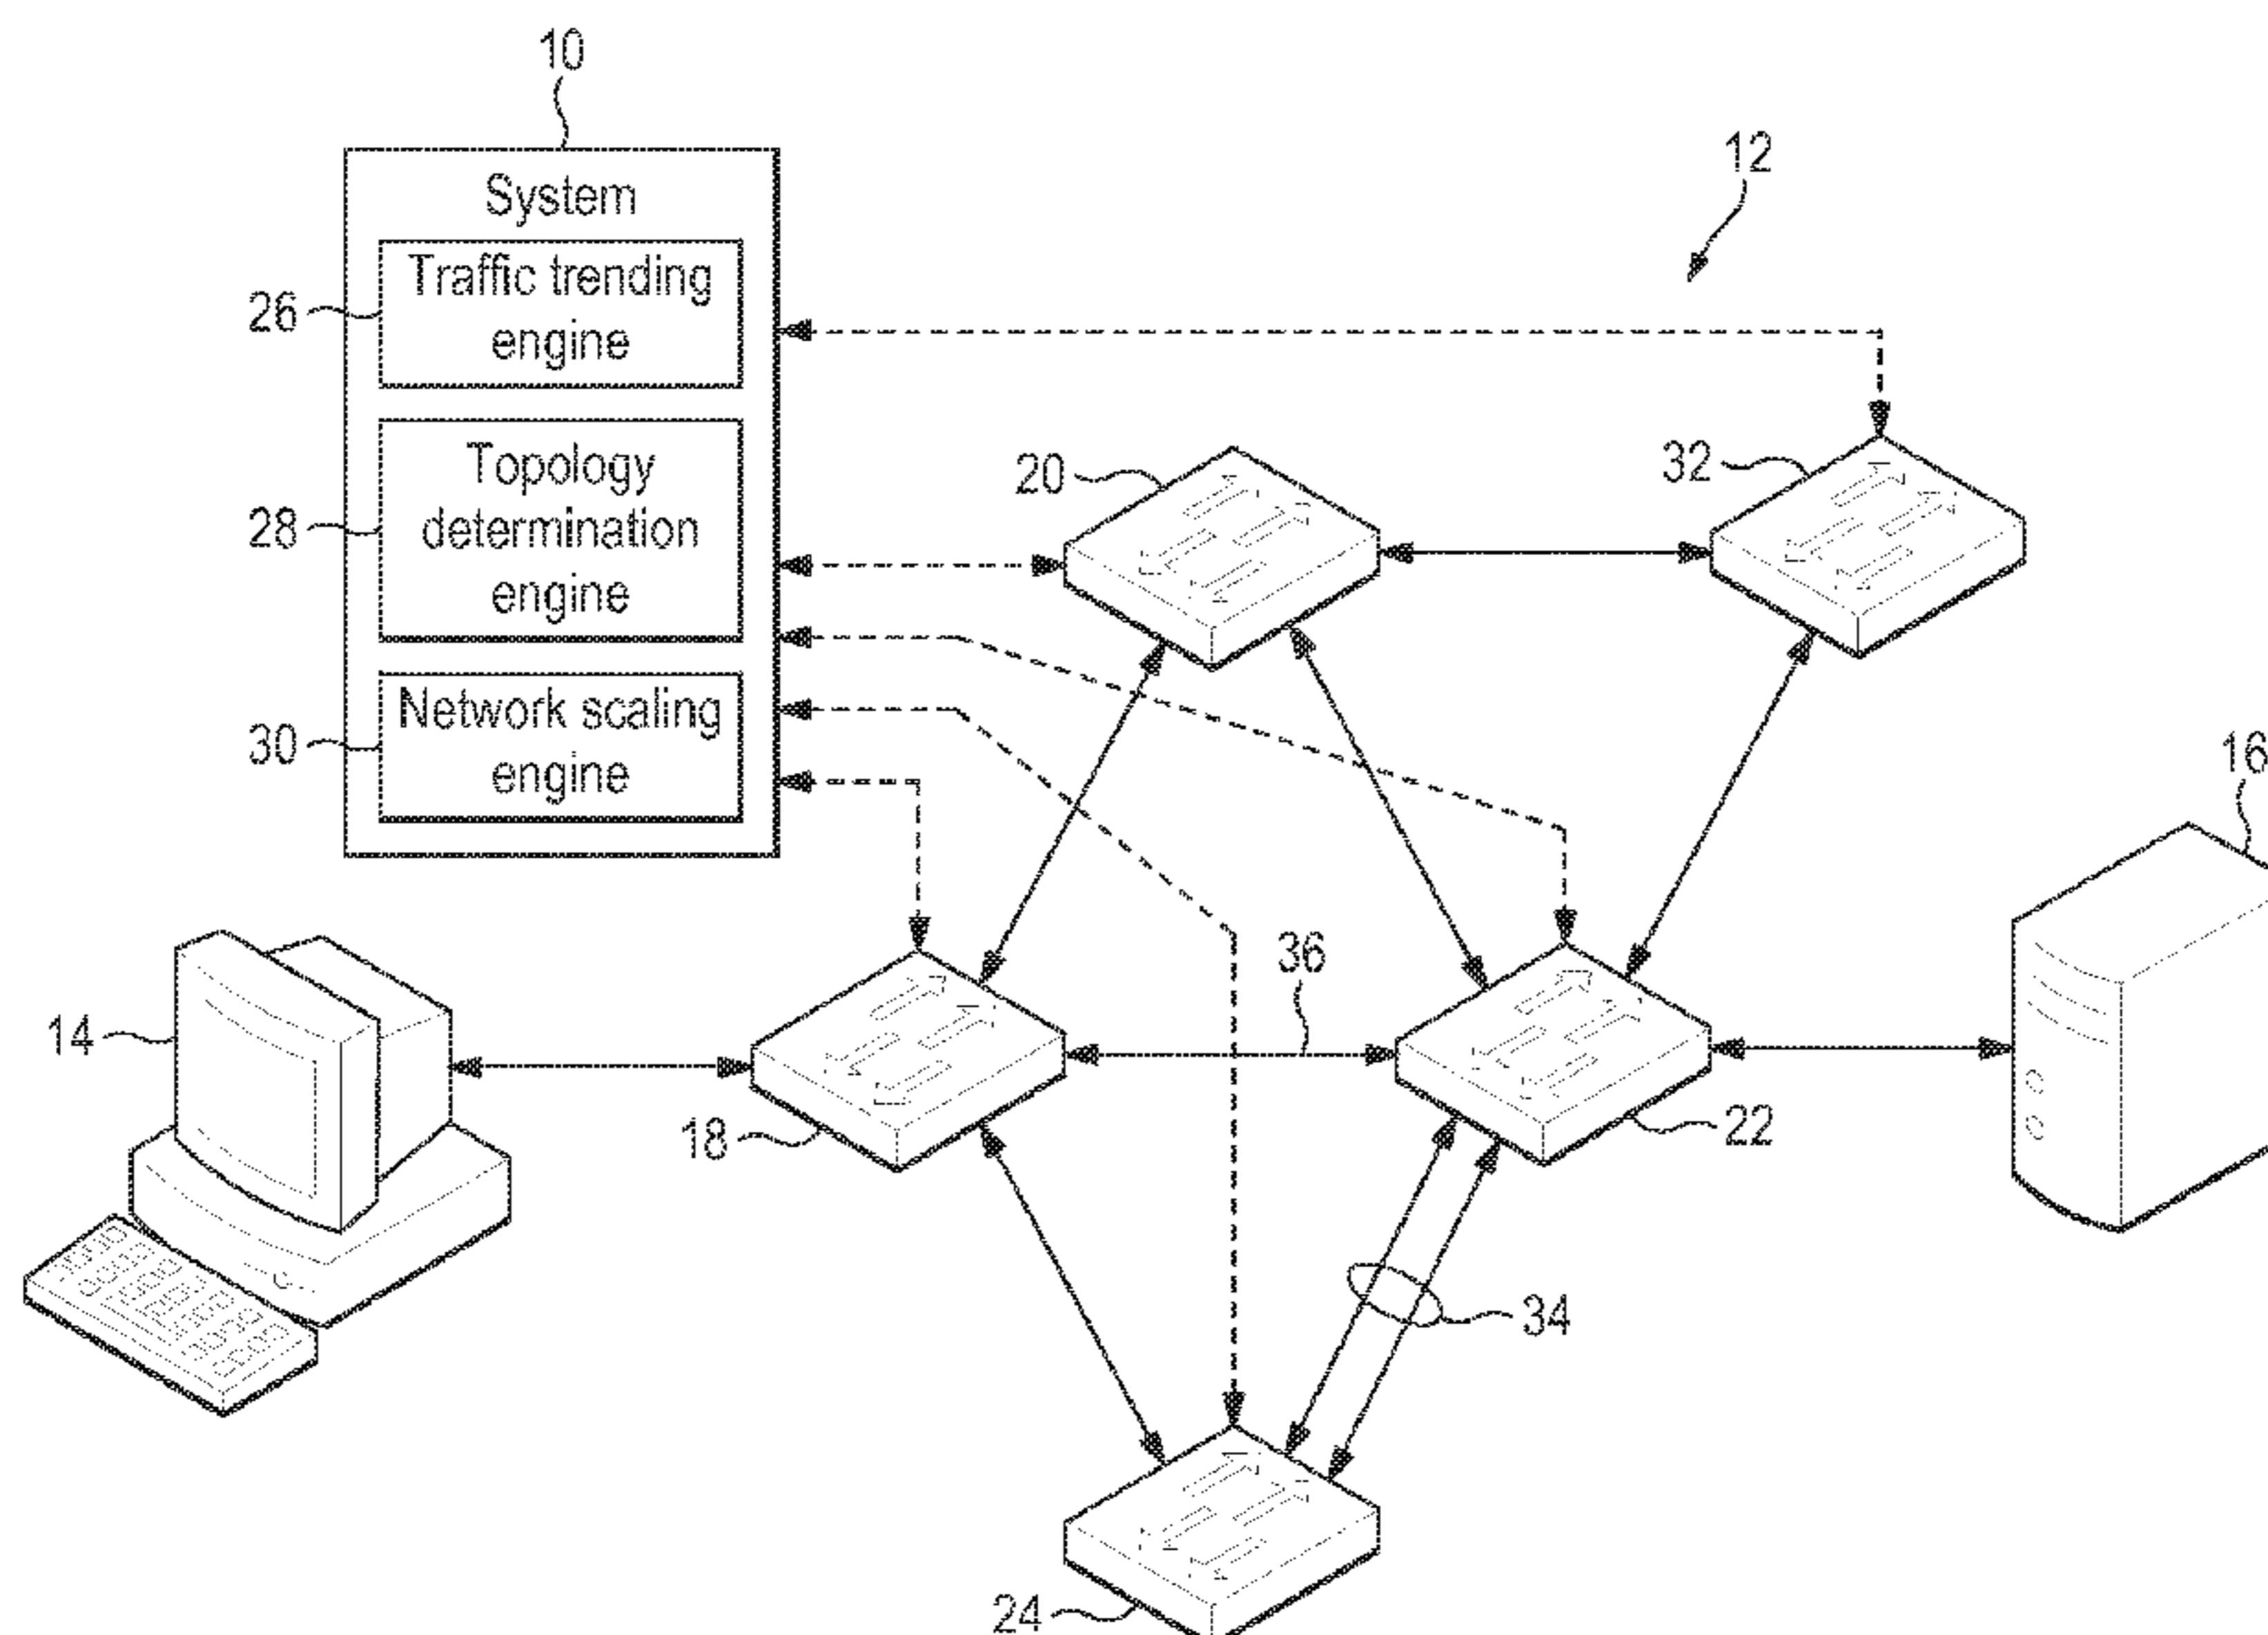 10
System
12
Traffic trending
engine
26
Topology
determination
engine
28
20
32
Network scaling
engine
30
16
36
14
18
22
34
24